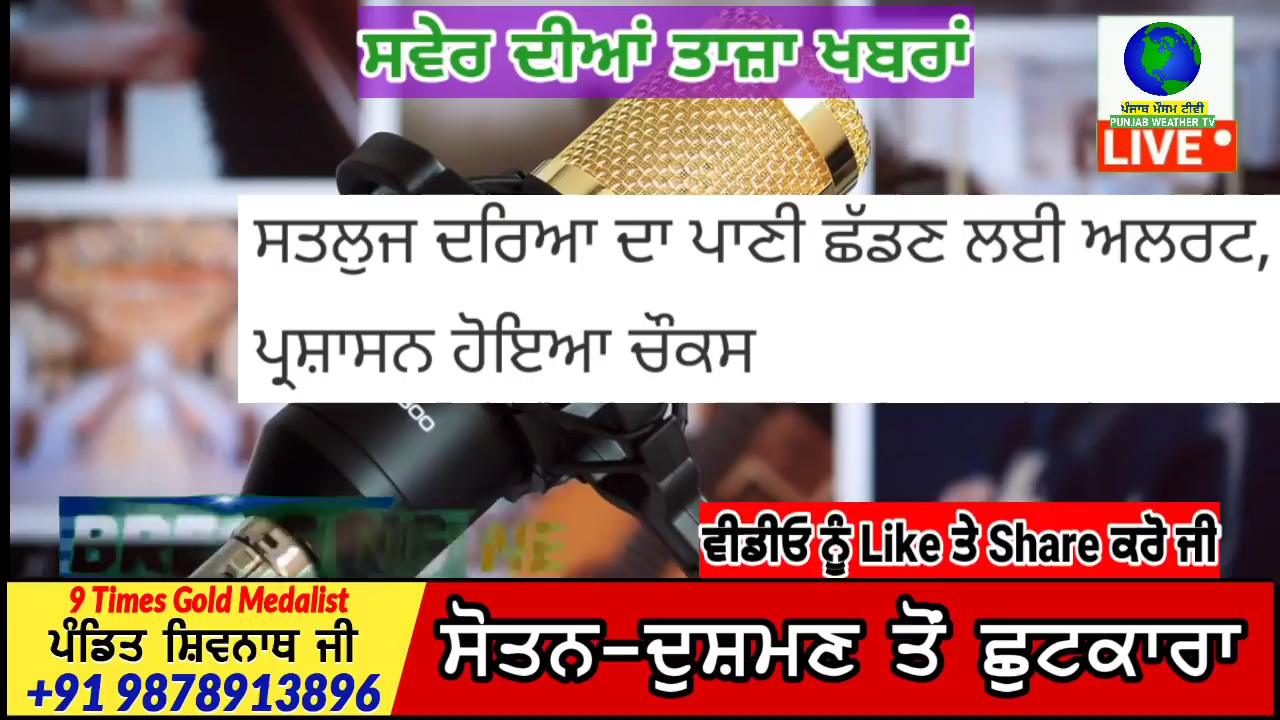 ਸਵੇਰ ਦੀਆਂ ਤਾਜ਼ਾ ਖਬਰਾਂ
ਪੰਜਾਬ ਮੌਸਮ ਟੀਵੀ
PUNJAB WEATHER TV
LIVE
ਸਤਲੁਜ ਦਰਿਆ ਦਾ ਪਾਣੀ ਛੱਡਣ ਲਈ ਅਲਰਟ,
ਪ੍ਰਸ਼ਾਸਨ ਹੋਇਆ ਚੌਕਸ
ਵੀਡੀਓ ਨੂੰ Like ਤੇ Share ਕਰੋ ਜੀ
9 Times Gold Medalist
ਪੰਡਿਤ ਸ਼ਿਵਨਾਥ ਜੀ
+91 9878913896
ਸੋਤਨ-ਦੁਸ਼ਮਣ ਤੋਂ ਛੁਟਕਾਰਾ